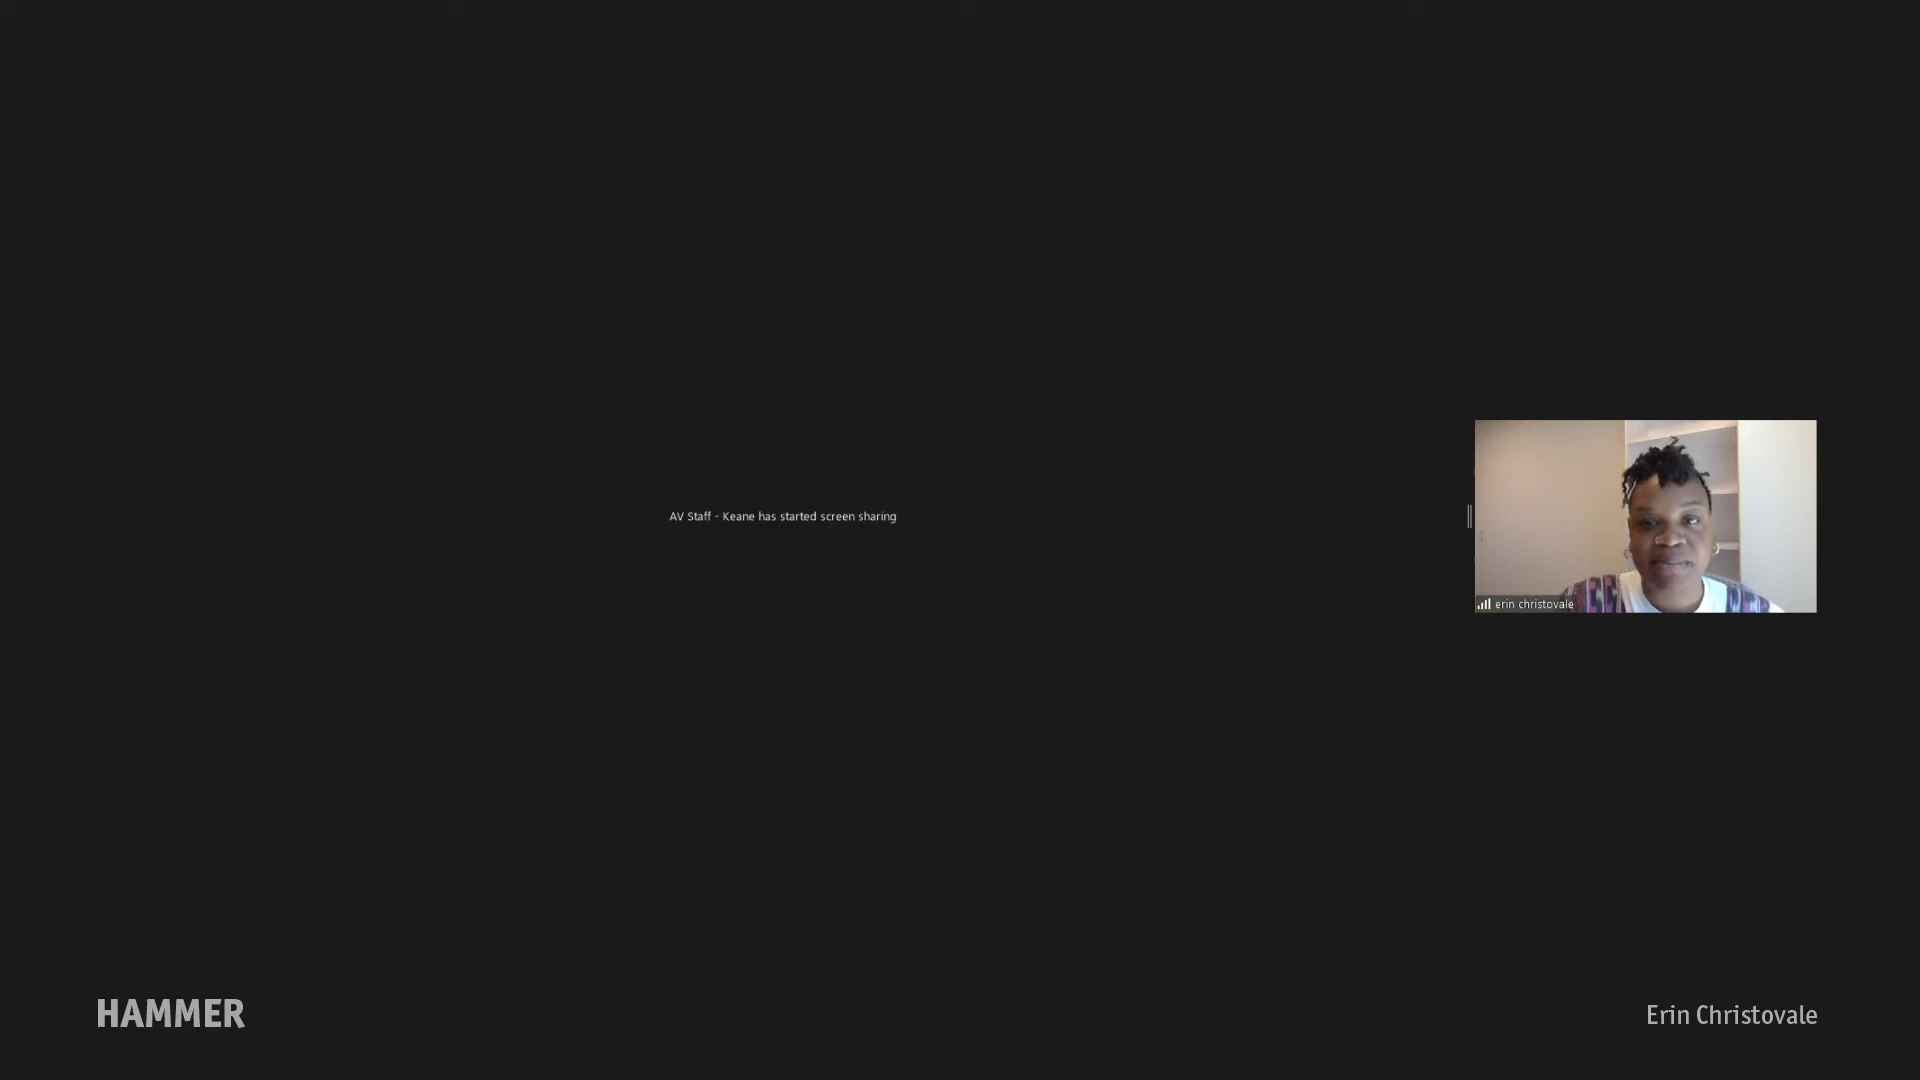 AV Staff - Keane has started screen sharing
erin christovale
HAMMER
Erin Christovale